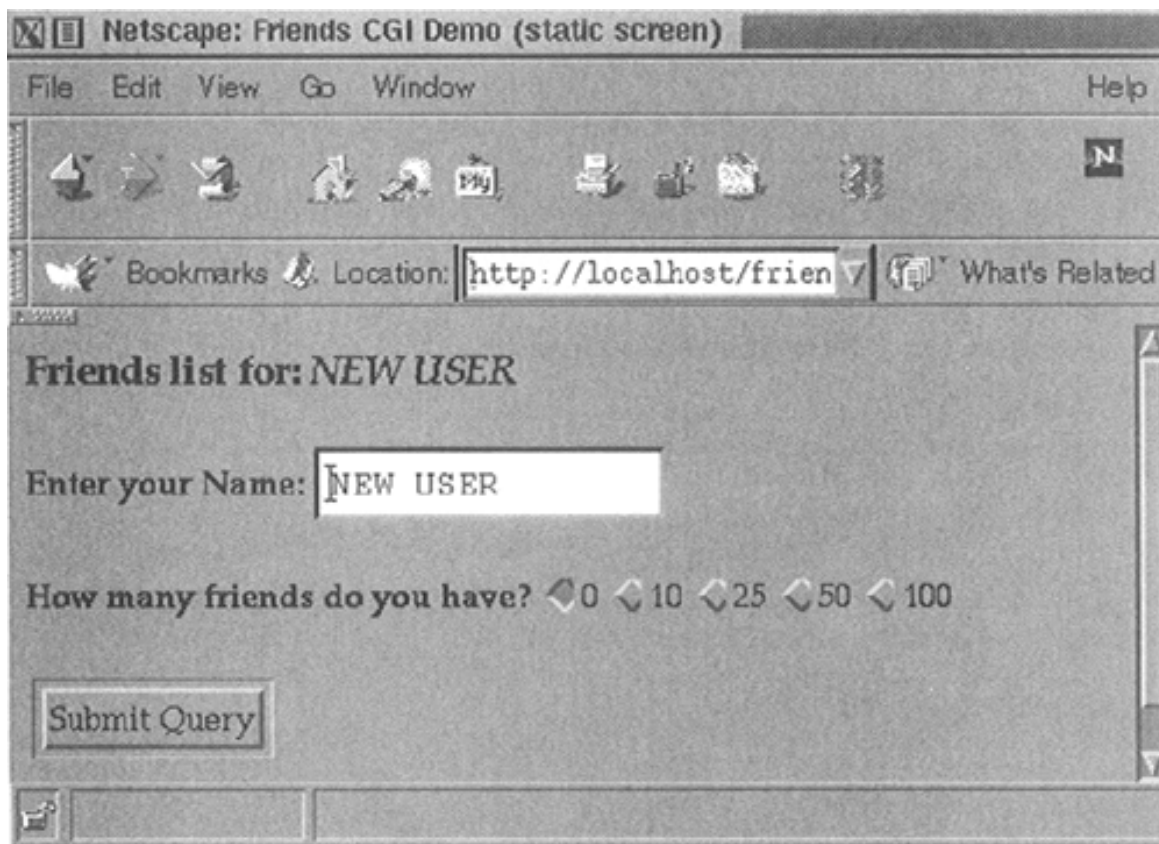 Netscape: Friends CGI Demo (static screen)
File Edit View Go Window Help
My N
Bookmarks Location: http://localhost/frien What's Related
Friends list for: NEW USER
Enter your Name: NEW USER
How many friends do you have? 0 10 25 50 100
Submit Query